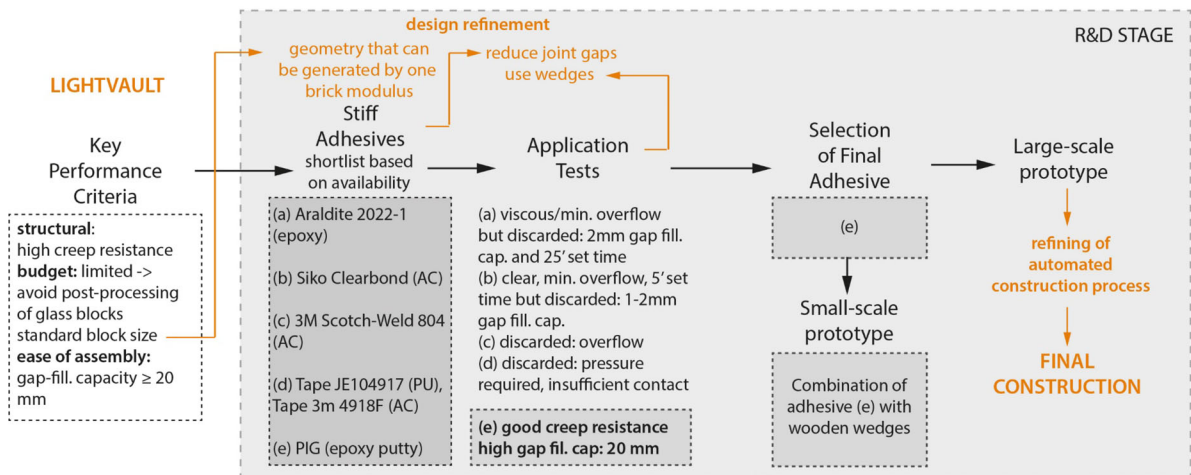 design refinement
R&D STAGE
geometry that can
be generated by one
brick modulus
reduce joint gaps
use wedges
LIGHTVAULT
Key
Performance
Criteria
structural:
high creep resistance
budget: limited ->
avoid post-processing
of glass blocks
standard block size
ease of assembly:
gap-fill. capacity ≥ 20
mm
Stiff
Adhesives
shortlist based
on availability
(a) Araldite 2022-1
(epoxy)
(b) Siko Clearbond (AC)
(c) 3M Scotch-Weld 804
(AC)
(d) Tape JE104917 (PU),
Tape 3m 4918F (AC)
(e) PIG (epoxy putty)
Application
Tests
(a) viscous/min. overflow
but discarded: 2mm gap fill.
cap. and 25' set time
(b) clear, min. overflow, 5' set
time but discarded: 1-2mm
gap fill. cap.
(c) discarded: overflow
(d) discarded: pressure
required, insufficient contact
(e) good creep resistance
high gap fil. cap: 20 mm
Selection
of Final
Adhesive
(e)
Small-scale
prototype
Combination of
adhesive (e) with
wooden wedges
Large-scale
prototype
refining of
automated
construction process
FINAL
CONSTRUCTION